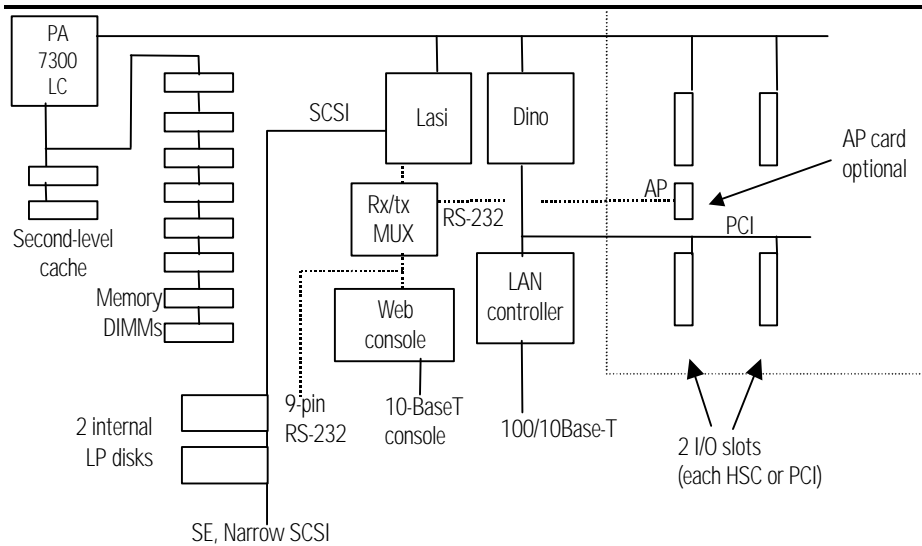 PA
7300
LC
SCSI
Lasi
Dino
AP card
optional
AP
RS-232
Rx/tx
MUX
PCI
Second-level
cache
LAN
controller
Memory
DIMMs
Web
console
9-pin
RS-232
10-BaseT
console
100/10Base-T
2 internal
LP disks
2 I/O slots
(each HSC or PCI)
SE, Narrow SCSI